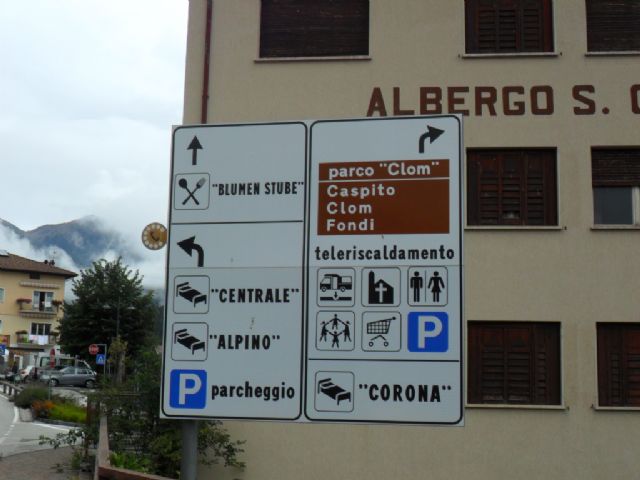 ALBERGO S.
"BLUMEN STUBE"
"CENTRALE"
"ALPINO"
P parcheggio
parco "Clom"
Caspito
Clom
Fondi
teleriscaldamento
P
"CORONA"